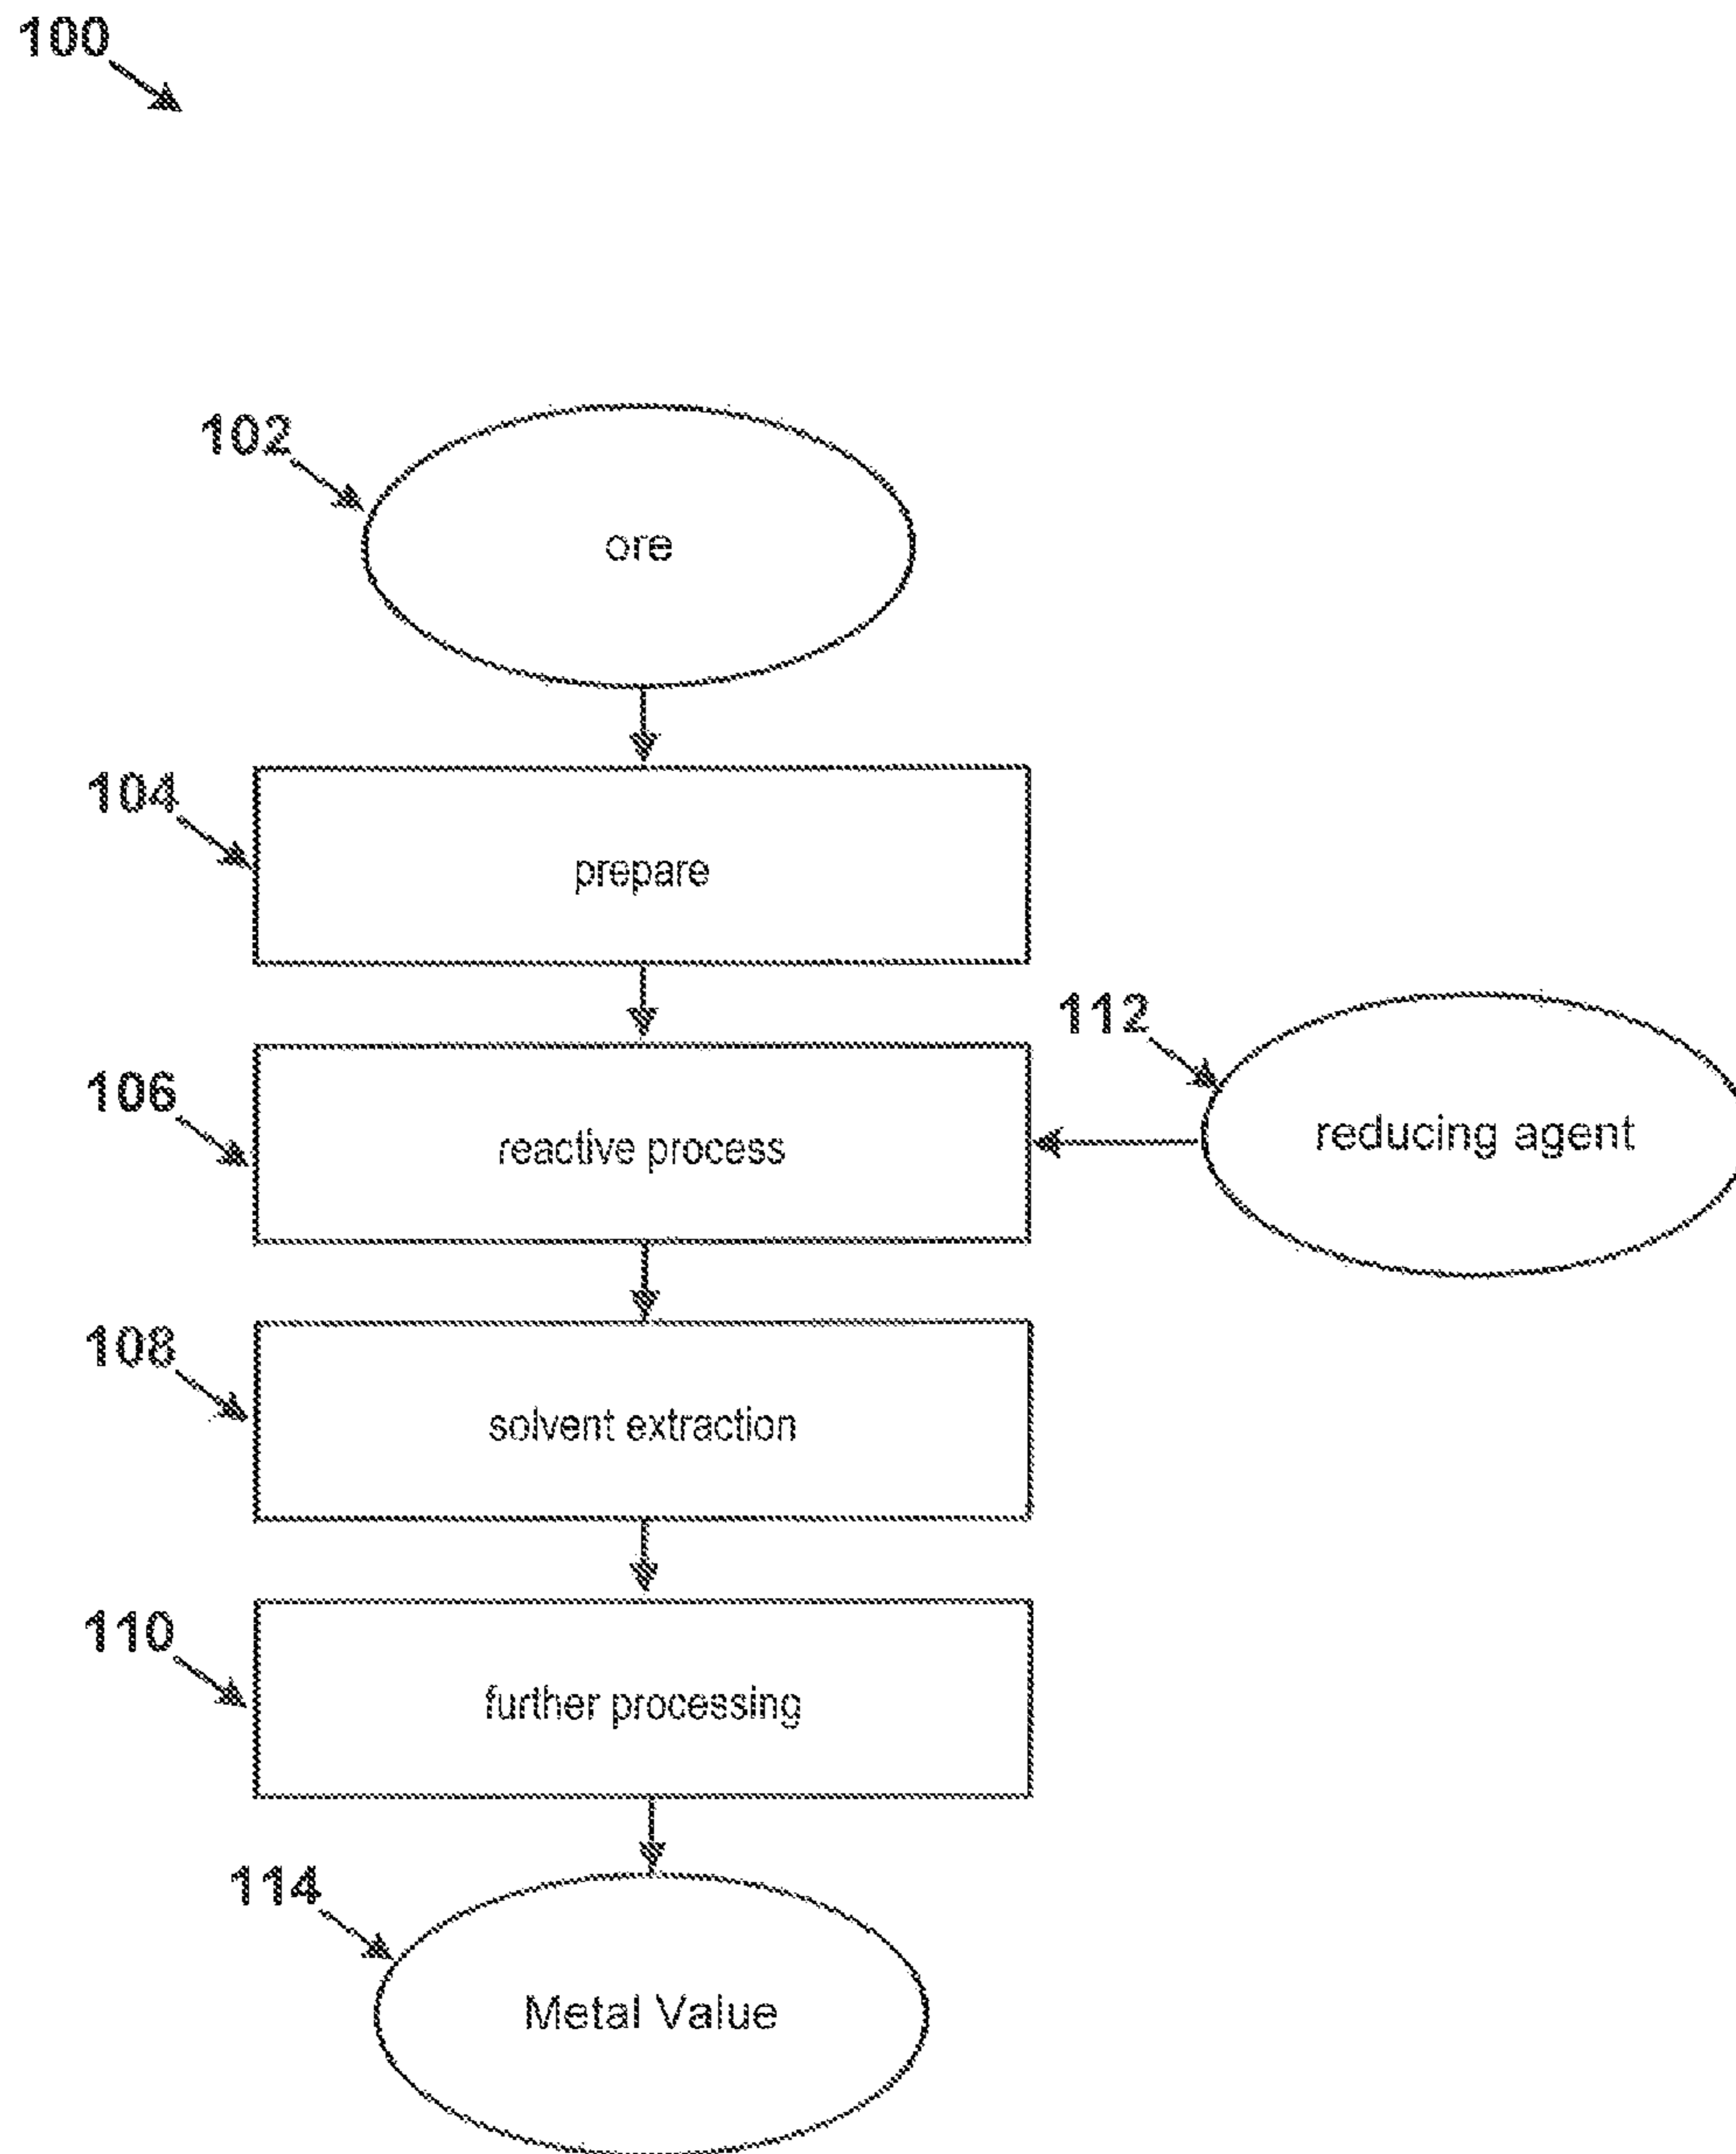 100
102
ore
104
prepare
112
106
reactive process
reducing agent
108
solvent extraction
110
further processing
114
Metal Value